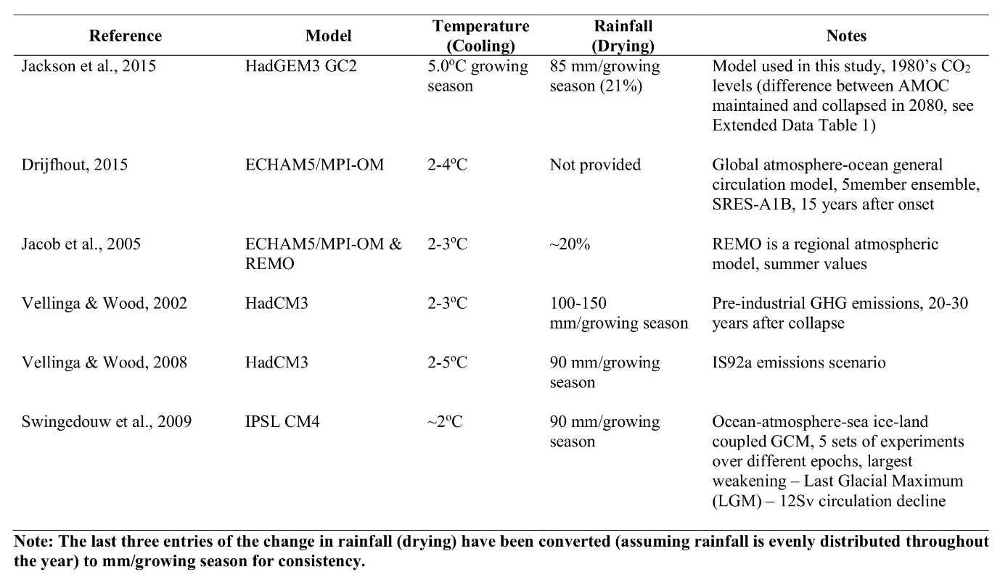 Reference Model Temperature (Cooling) Rainfall (Drying) Notes
Jackson et al., 2015 HadGEM3 GC2 5.0ºC growing 85 mm/growing Model used in this study, 1980's CO₂
season season (21%) levels (difference between AMOC
maintained and collapsed in 2080, see
Extended Data Table 1)
Drijfhout, 2015 ECHAM5/MPI-OM 2-4ºC Not provided Global atmosphere-ocean general
circulation model, 5member ensemble,
SRES-A1B, 15 years after onset
Jacob et al., 2005 ECHAM5/MPI-OM & 2-3ºC ~20% REMO is a regional atmospheric
REMO model, summer values
Vellinga & Wood, 2002 HadCM3 2-3ºC 100-150 Pre-industrial GHG emissions, 20-30
mm/growing season years after collapse
Vellinga & Wood, 2008 HadCM3 2-5ºC 90 mm/growing IS92a emissions scenario
season
Swingedouw et al., 2009 IPSL CM4 ~2ºC 90 mm/growing Ocean-atmosphere-sea ice-land
season coupled GCM, 5 sets of experiments
over different epochs, largest
weakening – Last Glacial Maximum
(LGM) – 12Sv circulation decline
Note: The last three entries of the change in rainfall (drying) have been converted (assuming rainfall is evenly distributed throughout
the year) to mm/growing season for consistency.